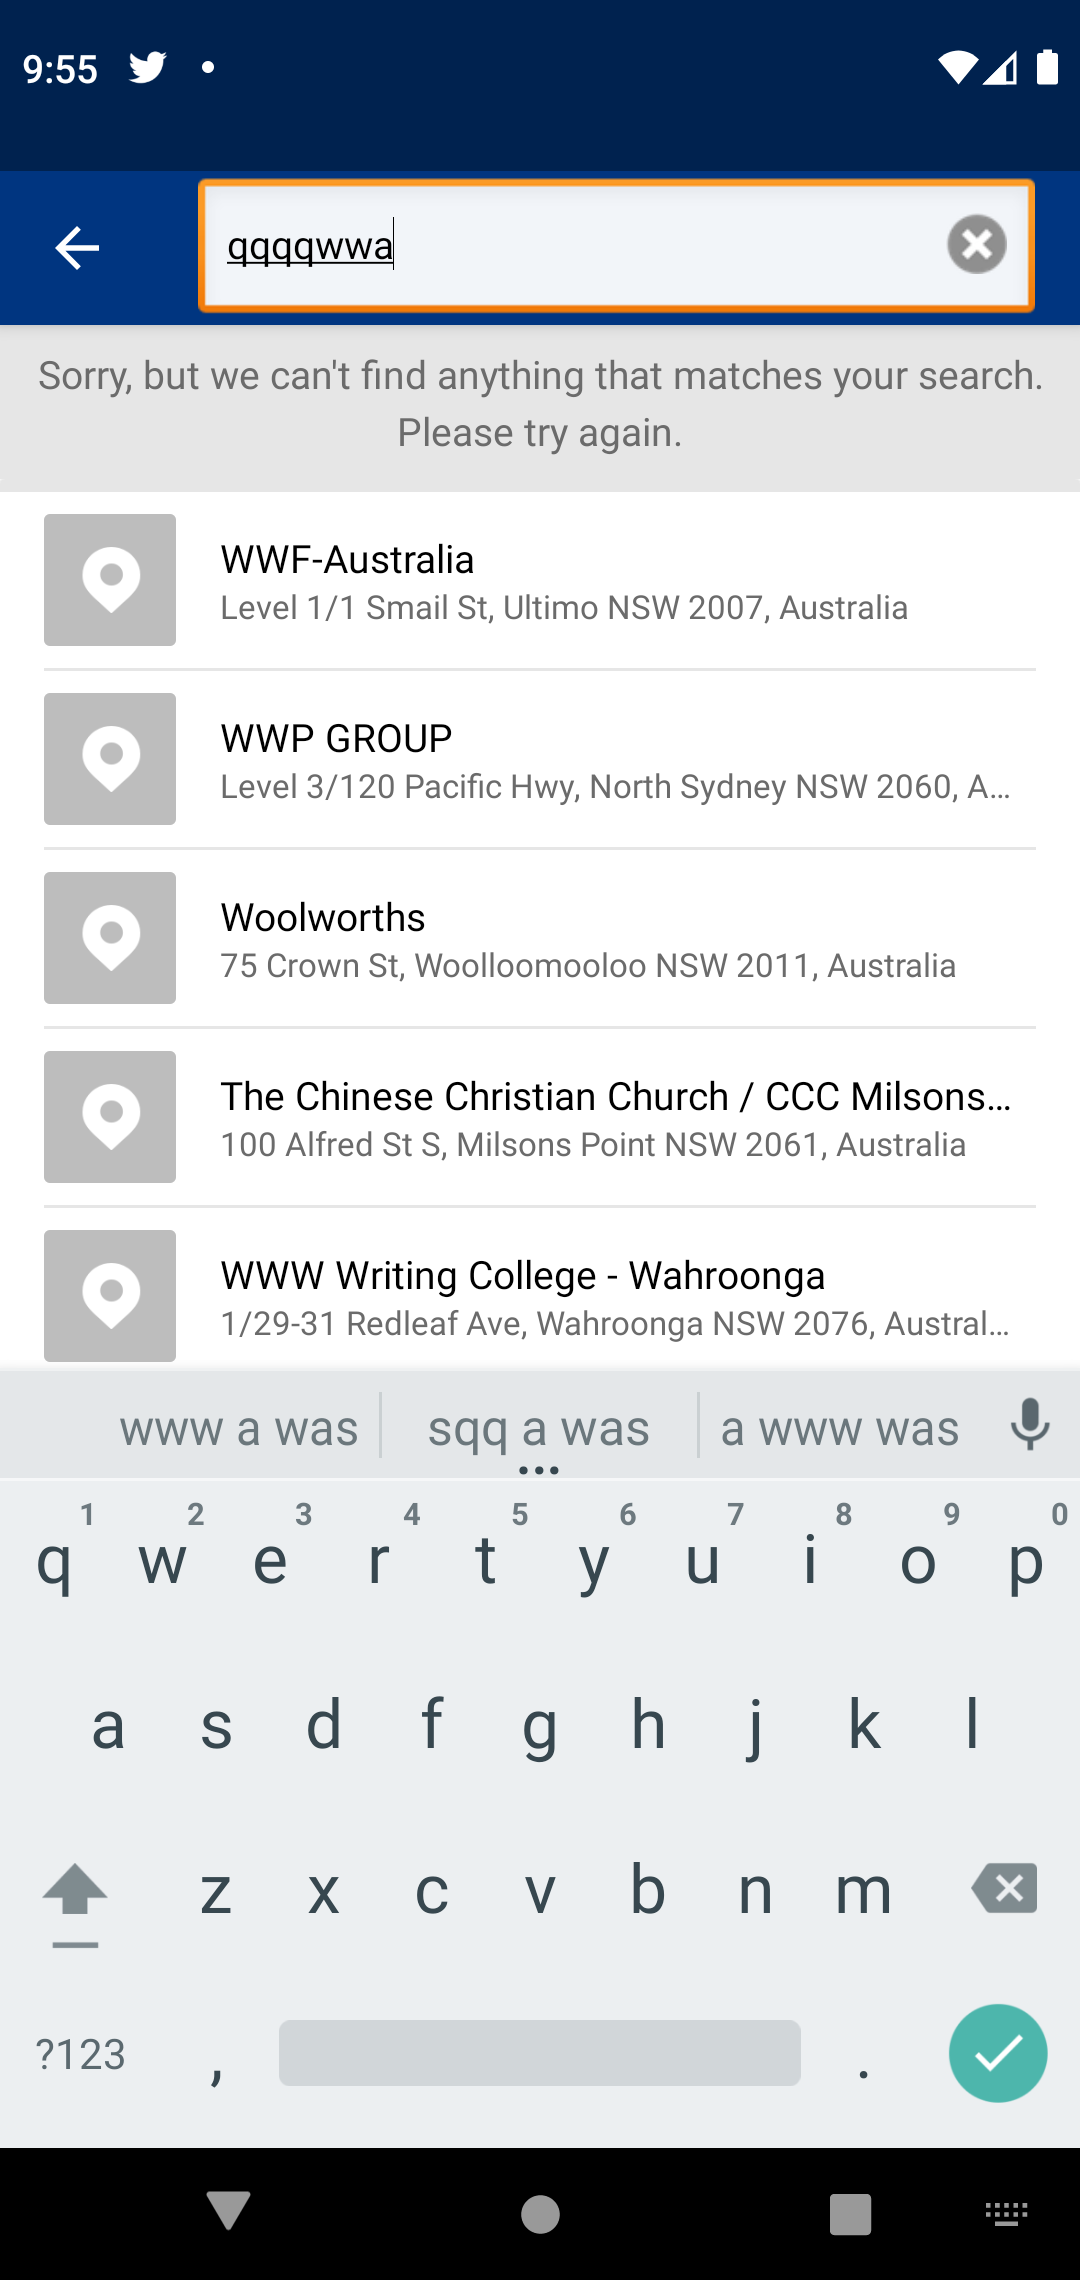 9:55
qqqqwwa
Sorry, but we can't find anything that matches your search.
Please try again.
WWF-Australia
Level 1/1 Smail St, Ultimo NSW 2007, Australia
WWP GROUP
Level 3/120 Pacific Hwy, North Sydney NSW 2060, A...
Woolworths
75 Crown St, Woolloomooloo NSW 2011, Australia
The Chinese Christian Church / CCC Milsons...
100 Alfred St S, Milsons Point NSW 2061, Australia
WWW Writing College - Wahroonga
1/29-31 Redleaf Ave, Wahroonga NSW 2076, Austral...
www a was sqq a was a www was
1 2 3 4 5 6 7 8 9 0
q w e r t y u i o p
a s d f g h j k l
z x c v b n m
?123 , .